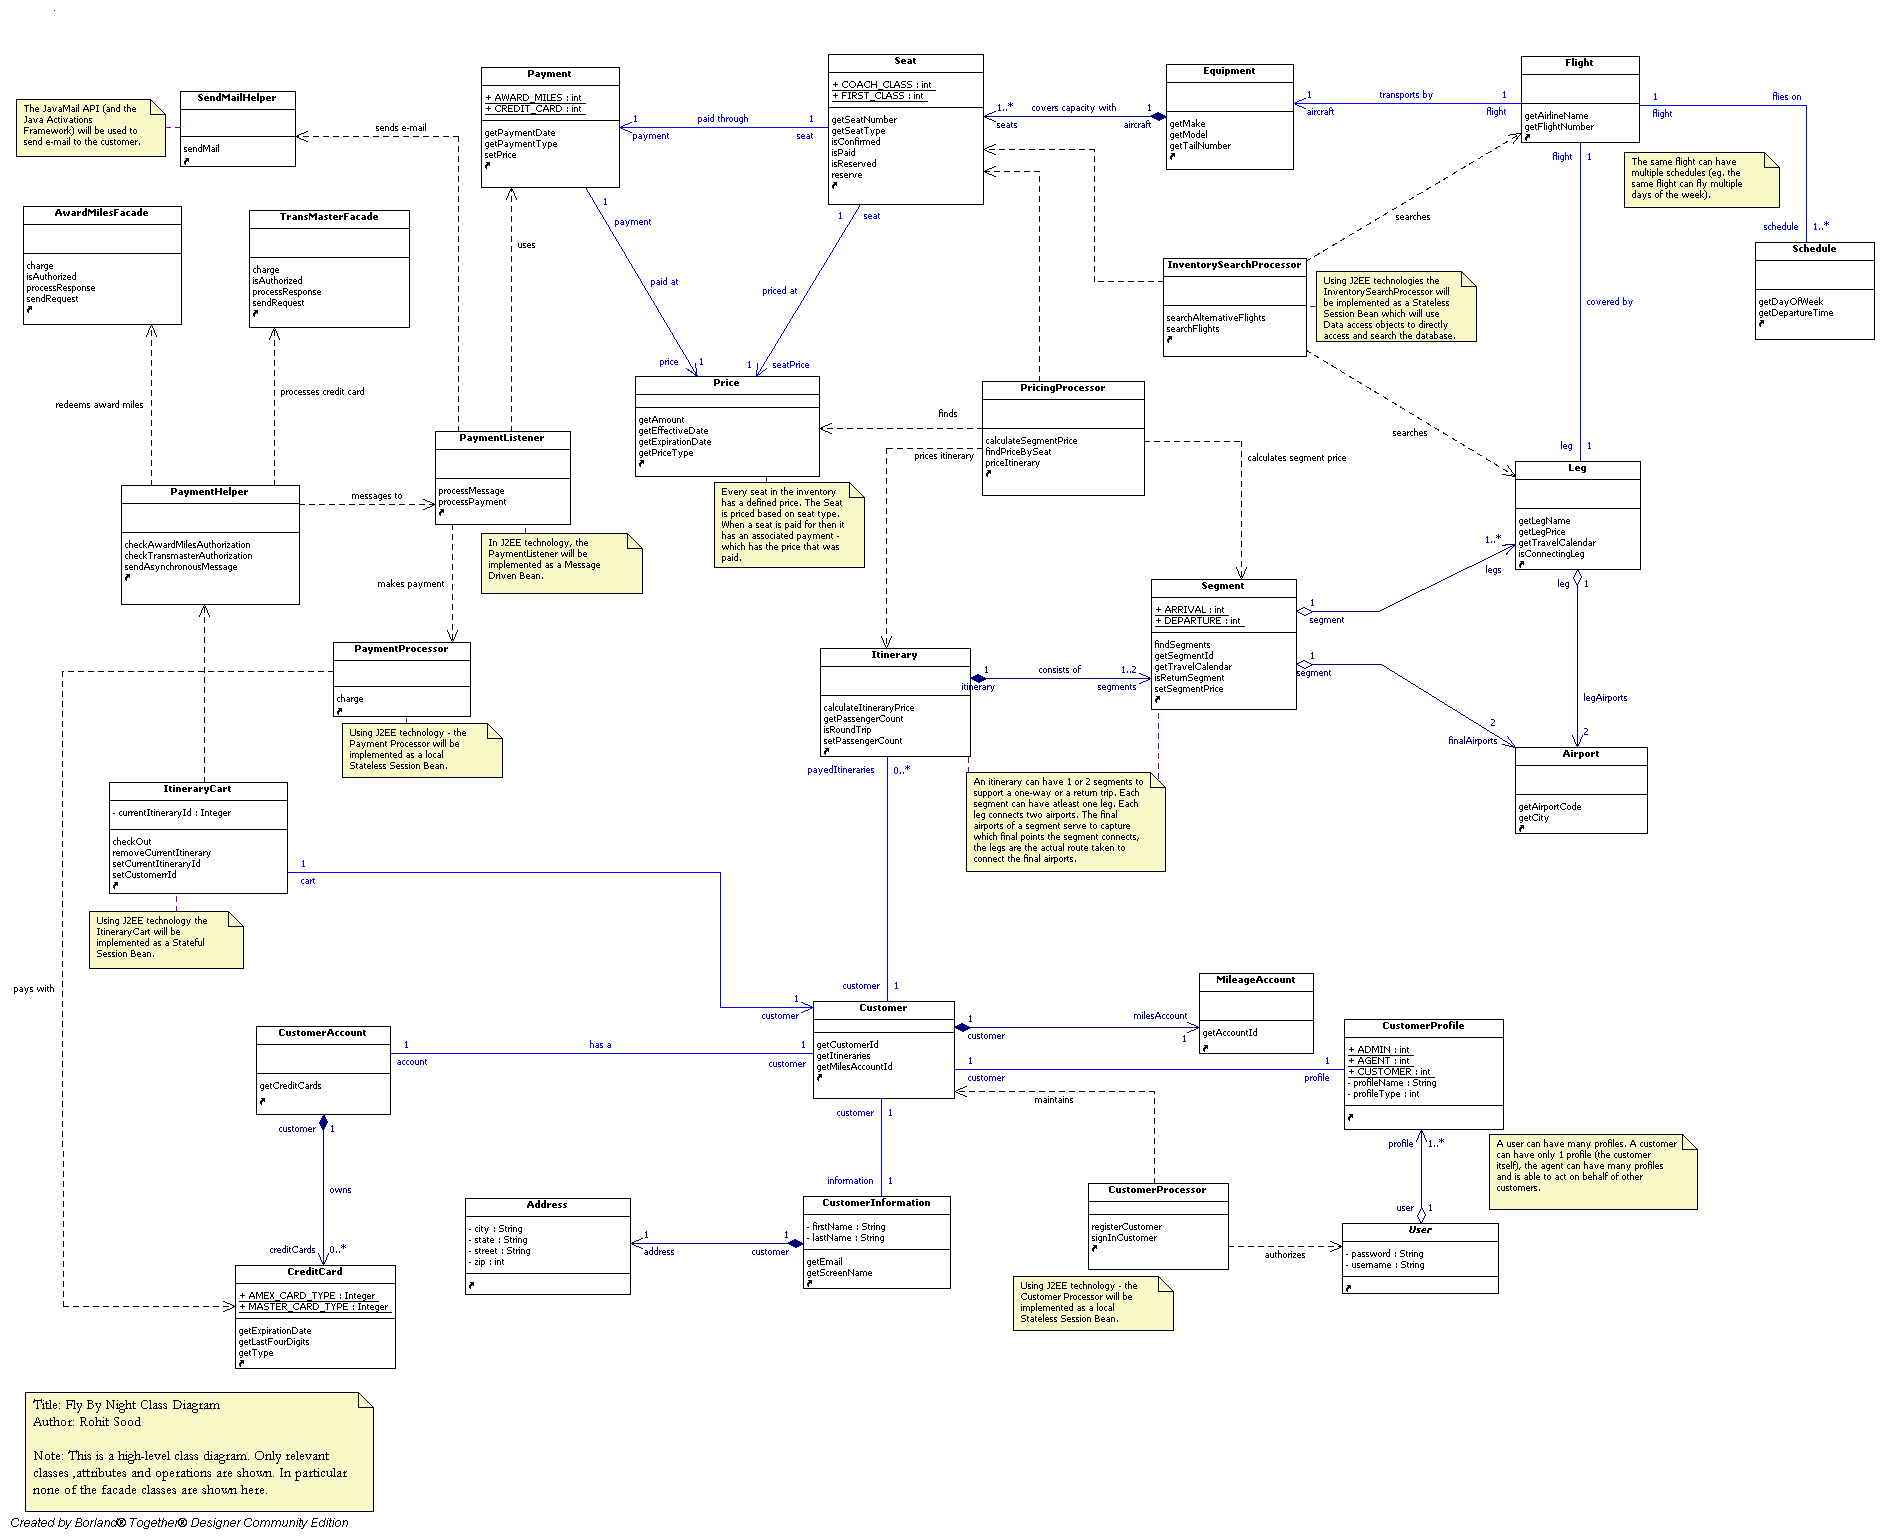 Seat
+ COACH_CLASS : int
+ FIRST_CLASS : int
getSeatNumber
getSeatType
isConfirmed
isPaid
isReserved
reserve
Payment
+ AWARD_MILES : int
+ CREDIT_CARD : int
getPaymentDate
getPaymentType
setPrice
Equipment
getMake
getModel
getTailNumber
Flight
getAirlineName
getFlightNumber
SendMailHelper
sendMail
The JavaMail API (and the
Java Activations
Framework) will be used to
send e-mail to the customer.
sends e-mail
1
payment
paid through
1
seat
1..*
seats
covers capacity with
1
aircraft
1
aircraft
transports by
1
flight
1
flight
flies on
schedule
1..*
flight
1
The same flight can have
multiple schedules (eg. the
same flight can fly multiple
days of the week).
Schedule
getDayOfWeek
getDepartureTime
AwardMilesFacade
charge
isAuthorized
processResponse
sendRequest
TransMasterFacade
charge
isAuthorized
processResponse
sendRequest
uses
1
payment
paid at
price
1
1
seat
priced at
1
seatPrice
searches
InventorySearchProcessor
searchAlternativeFlights
searchFlights
Using J2EE technologies the
InventorySearchProcessor will
be implemented as a Stateless
Session Bean which will use
Data access objects to directly
access and search the database.
covered by
searches
leg
1
redeems award miles
processes credit card
Price
getAmount
getEffectiveDate
getExpirationDate
getPriceType
finds
PricingProcessor
calculateSegmentPrice
findPriceBySeat
priceItinerary
prices itinerary
calculates segment price
Every seat in the inventory
has a defined price. The Seat
is priced based on seat type.
When a seat is paid for then it
has an associated payment -
which has the price that was
paid.
PaymentListener
processMessage
processPayment
In J2EE technology, the
PaymentListener will be
implemented as a Message
Driven Bean.
PaymentHelper
checkAwardMilesAuthorization
checkTransmasterAuthorization
sendAsynchronousMessage
messages to
makes payment
Leg
getLegName
getLegPrice
getTravelCalendar
isConnectingLeg
1..*
legs
leg
1
Segment
+ ARRIVAL : int
+ DEPARTURE : int
findSegments
getSegmentId
getTravelCalendar
isReturnSegment
setSegmentPrice
1
segment
1
segment
legAirports
2
finalAirports
2
Airport
getAirportCode
getCity
PaymentProcessor
charge
Using J2EE technology - the
Payment Processor will be
implemented as a local
Stateless Session Bean.
Itinerary
calculateItineraryPrice
getPassengerCount
isRoundTrip
setPassengerCount
1
itinerary
consists of
1..2
segments
payedItineraries
0..*
An itinerary can have 1 or 2 segments to
support a one-way or a return trip. Each
segment can have atleast one leg. Each
leg connects two airports. The final
airports of a segment serve to capture
which final points the segment connects,
the legs are the actual route taken to
connect the final airports.
ItineraryCart
- currentItineraryId : Integer
checkOut
removeCurrentItinerary
setCurrentItineraryId
setCustomerId
1
cart
Using J2EE technology the
ItineraryCart will be
implemented as a Stateful
Session Bean.
pays with
customer
1
1
customer
Customer
getCustomerId
getItineraries
getMilesAccountId
CustomerAccount
getCreditCards
1
account
has a
1
customer
1
customer
milesAccount
1
MileageAccount
getAccountId
1
customer
1
profile
CustomerProfile
+ ADMIN : int
+ AGENT : int
+ CUSTOMER : int
- profileName : String
- profileType : int
maintains
customer
1
information
1
customer
1
owns
creditCards
0..*
profile
1..*
A user can have many profiles. A customer
can have only 1 profile (the customer
itself), the agent can have many profiles
and is able to act on behalf of other
customers.
user
1
Address
- city : String
- state : String
- street : String
- zip : int
1
address
1
customer
CustomerInformation
- firstName : String
- lastName : String
getEmail
getScreenName
CustomerProcessor
registerCustomer
signInCustomer
authorizes
User
- password : String
- username : String
Using J2EE technology - the
Customer Processor will be
implemented as a local
Stateless Session Bean.
CreditCard
+ AMEX_CARD_TYPE : Integer
+ MASTER_CARD_TYPE : Integer
getExpirationDate
getLastFourDigits
getType
Title: Fly By Night Class Diagram
Author: Rohit Sood
Note: This is a high-level class diagram. Only relevant
classes ,attributes and operations are shown. In particular
none of the facade classes are shown here.
Created by Borland® Together® Designer Community Edition